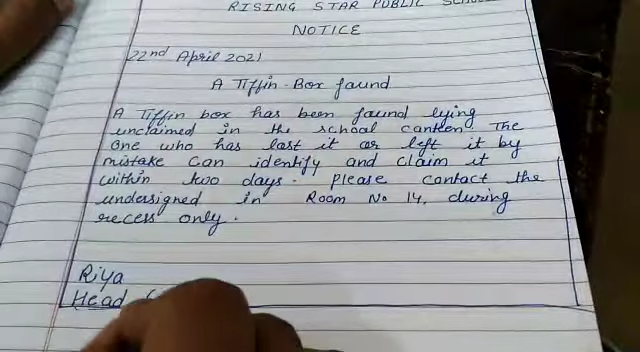 RISING STAR PUBLIC
NOTICE
22nd April 2021
A Tiffin-Box found
A Tiffin box has been found lying
unclaimed in the school canteen. The
one who has lost it or left it by
mistake can identify and claim it
within two days. Please contact the
undersigned in Room No 14, during
recess only.
Riya
Head